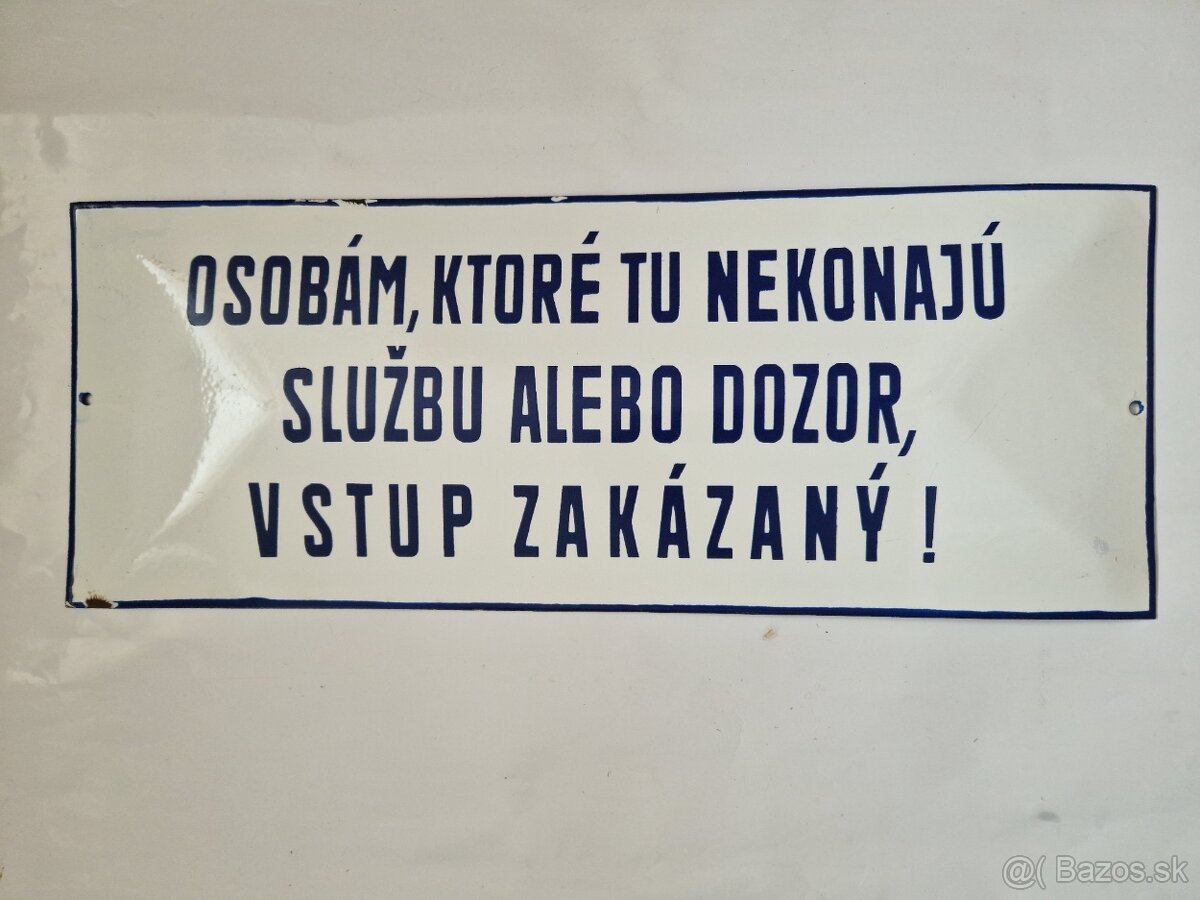 OSOBÁM, KTORÉ TU NEKONAJÚ
SLUŽBU ALEBO DOZOR,
VSTUP ZAKÁZANÝ!
@( Bazos.sk